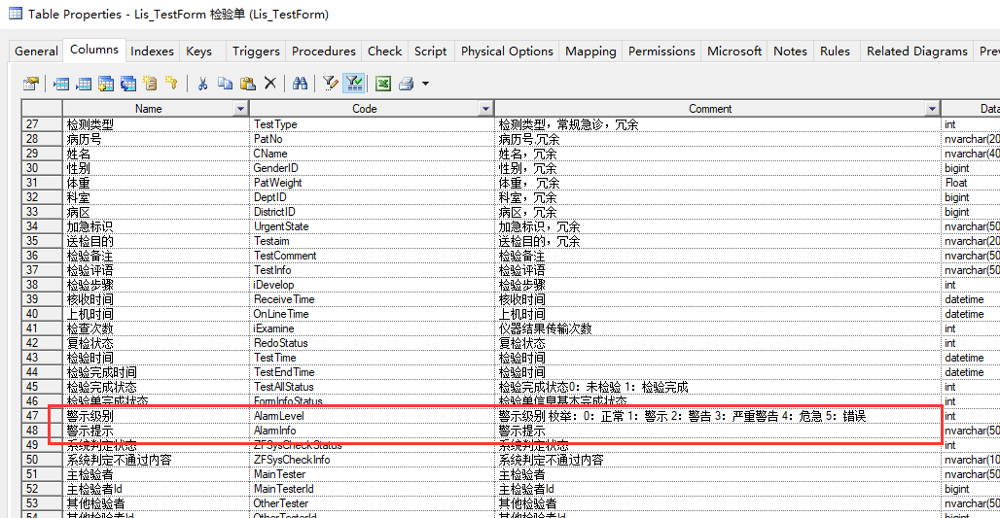 Table Properties - Lis_TestForm 检验单 (Lis_TestForm)
General Columns Indexes Keys Triggers Procedures Check Script Physical Options Mapping Permissions Microsoft Notes Rules Related Diagrams Prev
Name Code Comment Data
27 检测类型 TestType 检测类型，常规急诊，冗余 int
28 病历号 PatNo 病历号.冗余 nvarchar(20
29 姓名 CName 姓名，冗余 nvarchar(40
30 性别 GenderID 性别，冗余 bigint
31 体重 PatWeight 体重， 冗余 Float
32 科室 DeptID 科室，冗余 bigint
33 病区 DistrictID 病区，冗余 bigint
34 加急标识 UrgentState 加急标识，冗余 nvarchar(50
35 送检目的 Testaim 送检目的，冗余 nvarchar(20
36 检验备注 TestComment 检验备注 nvarchar(50
37 检验评语 TestInfo 检验评语 nvarchar(50
38 检验步骤 iDevelop 检验步骤 int
39 核收时间 ReceiveTime 核收时间 datetime
40 上机时间 OnLineTime 上机时间 datetime
41 检查次数 iExamine 仪器结果传输次数 int
42 复检状态 RedoStatus 复检状态 int
43 检验时间 TestTime 检验时间 datetime
44 检验完成时间 TestEndTime 检验时间 datetime
45 检验完成状态 TestAllStatus 检验完成状态0：未检验 1：检验完成 int
46 检验单完成状态 FormInfoStatus 检验单信息基本完成状态 int
47 警示级别 AlarmLevel 警示级别 枚举：0：正常 1：警示 2：警告 3：严重警告 4：危急 5：错误 int
48 警示提示 AlarmInfo 警示提示 nvarchar(50
49 系统判定状态 ZFSysCheckStatus 系统判定状态 int
50 系统判定不通过内容 ZFSysCheckInfo 系统判定不通过内容 nvarchar(10
51 主检验者 MainTester 主检验者 nvarchar(50
52 主检验者Id MainTesterId 主检验者Id bigint
53 其他检验者 OtherTester 其他检验者 nvarchar(50
54 其他检验者Id OtherTesterId 其他检验者Id bigint